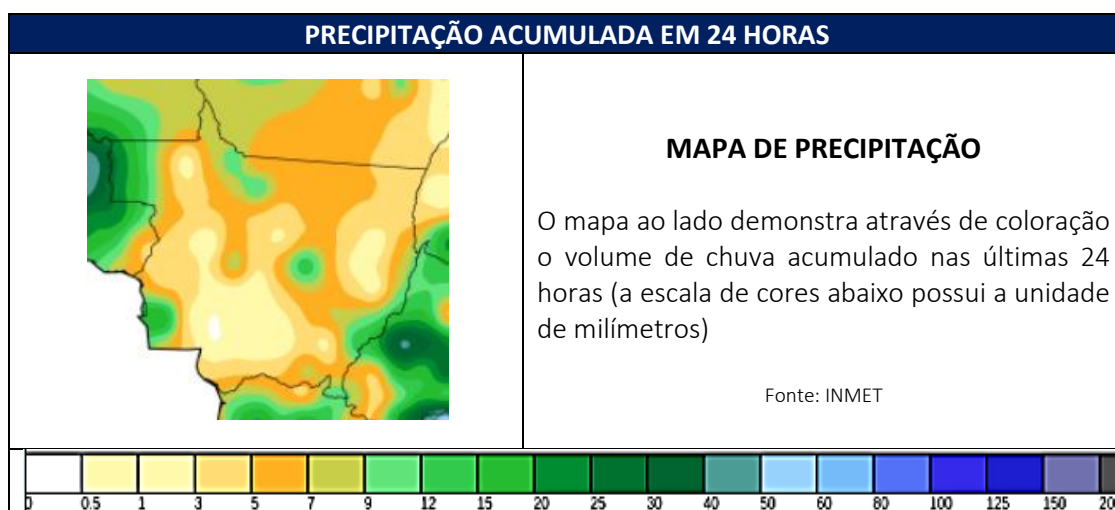 PRECIPITAÇÃO ACUMULADA EM 24 HORAS
MAPA DE PRECIPITAÇÃO
O mapa ao lado demonstra através de coloração
o volume de chuva acumulado nas últimas 24
horas (a escala de cores abaixo possui a unidade
de milímetros)
Fonte: INMET
0 0.5 1 3 5 7 9 12 15 20 25 30 40 50 60 80 100 125 150